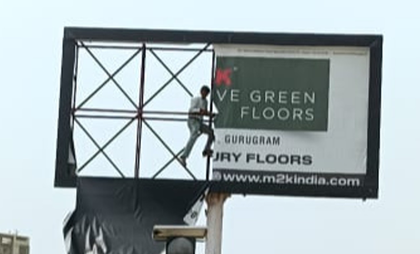 K
VE GREEN
FLOORS
. GURUGRAM
URY FLOORS
@www.m2kindia.com